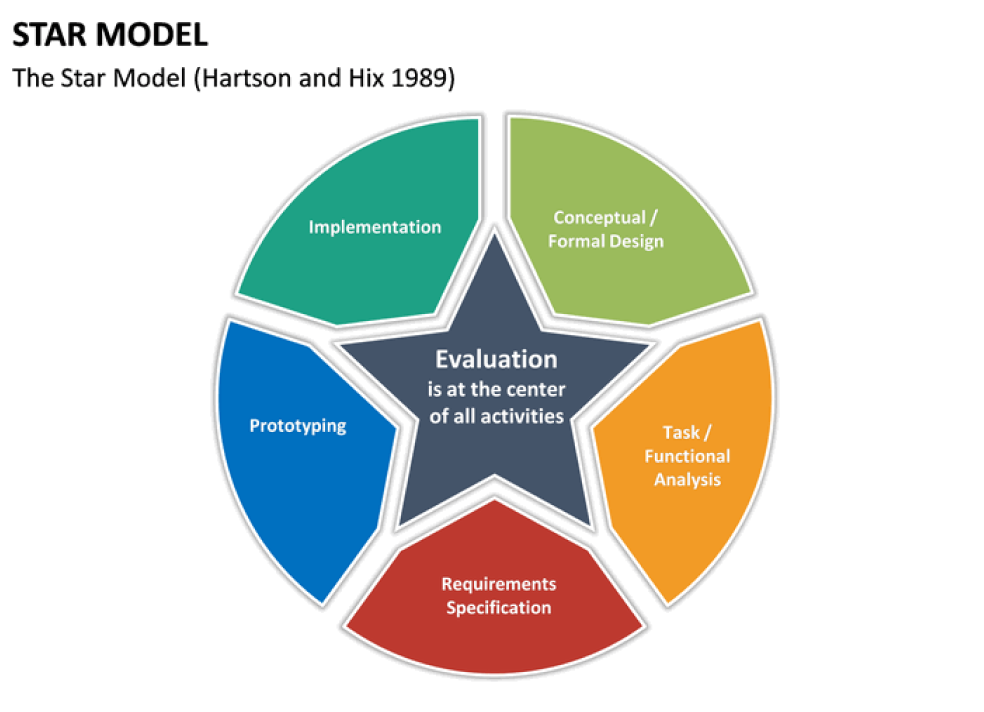 STAR MODEL
The Star Model (Hartson and Hix 1989)
Implementation
Conceptual /
Formal Design
Evaluation
is at the center
of all activities
Prototyping
Task /
Functional
Analysis
Requirements
Specification